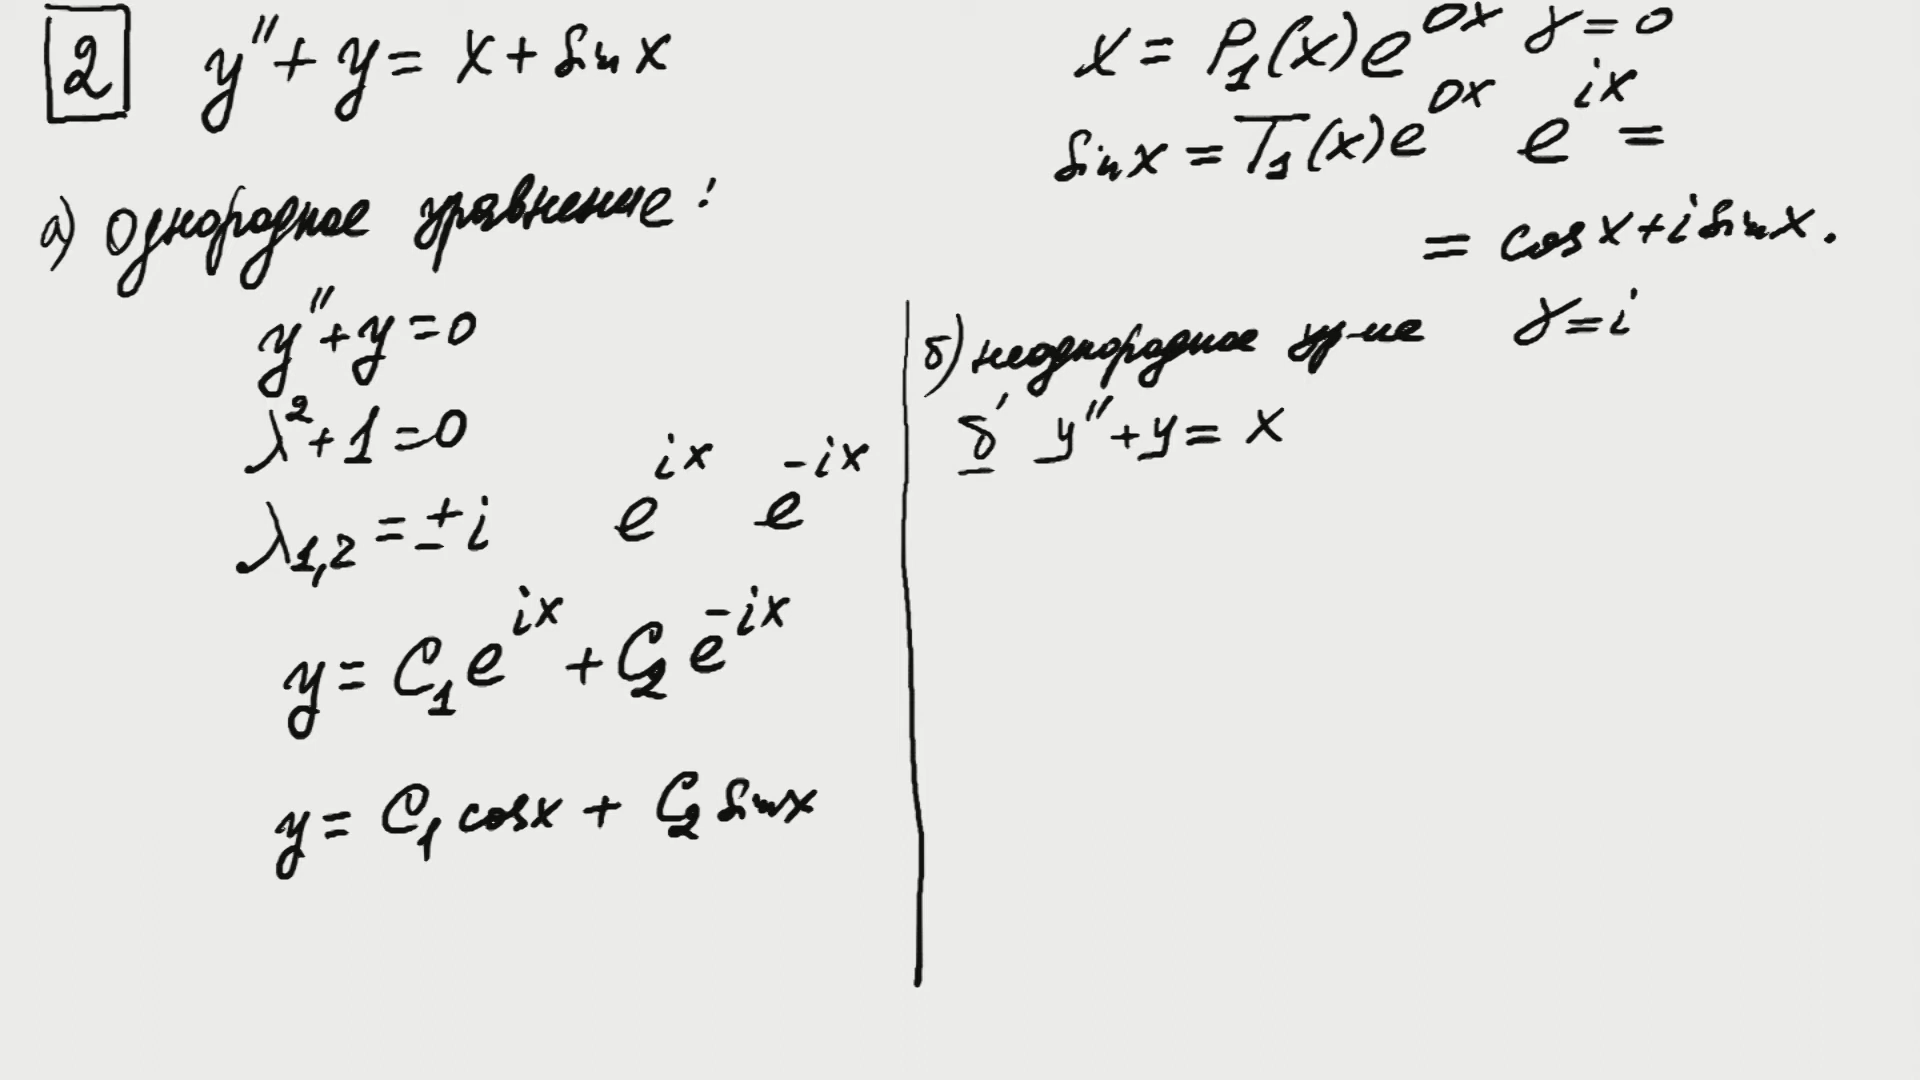 2 y'' + y = x + sin x
x = P₁(x)e^{0x} γ = 0
sin x = T₁(x)e^{0x} e^{ix} =
= cos x + i sin x.
γ = i
а) Однородное уравнение:
y'' + y = 0
λ² + 1 = 0
λ₁,₂ = ± i e^{ix} e^{-ix}
y = C₁e^{ix} + C₂e^{-ix}
y = C₁ cos x + C₂ sin x
б) неоднородное ур-ие
б' y'' + y = x